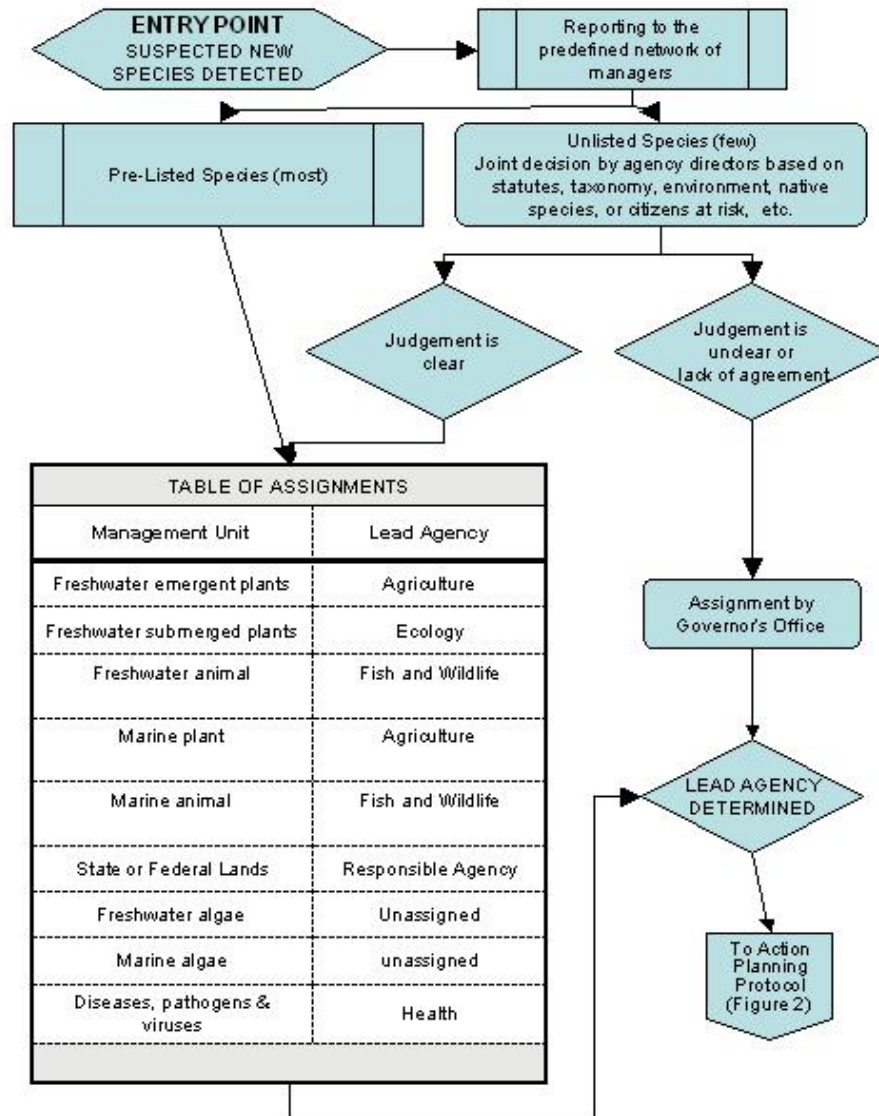 ENTRY POINT
SUSPECTED NEW
SPECIES DETECTED
Reporting to the
predefined network of
managers
Pre-Listed Species (most)
Unlisted Species (few)
Joint decision by agency directors based on
statutes, taxonomy, environment, native
species, or citizens at risk, etc.
Judgement is
clear
Judgement is
unclear or
lack of agreement
TABLE OF ASSIGNMENTS
Management Unit Lead Agency
Freshwater emergent plants Agriculture
Freshwater submerged plants Ecology
Freshwater animal Fish and Wildlife
Marine plant Agriculture
Marine animal Fish and Wildlife
State or Federal Lands Responsible Agency
Freshwater algae Unassigned
Marine algae unassigned
Diseases, pathogens &
viruses Health
Assignment by
Governor's Office
LEAD AGENCY
DETERMINED
To Action
Planning
Protocol
(Figure 2)